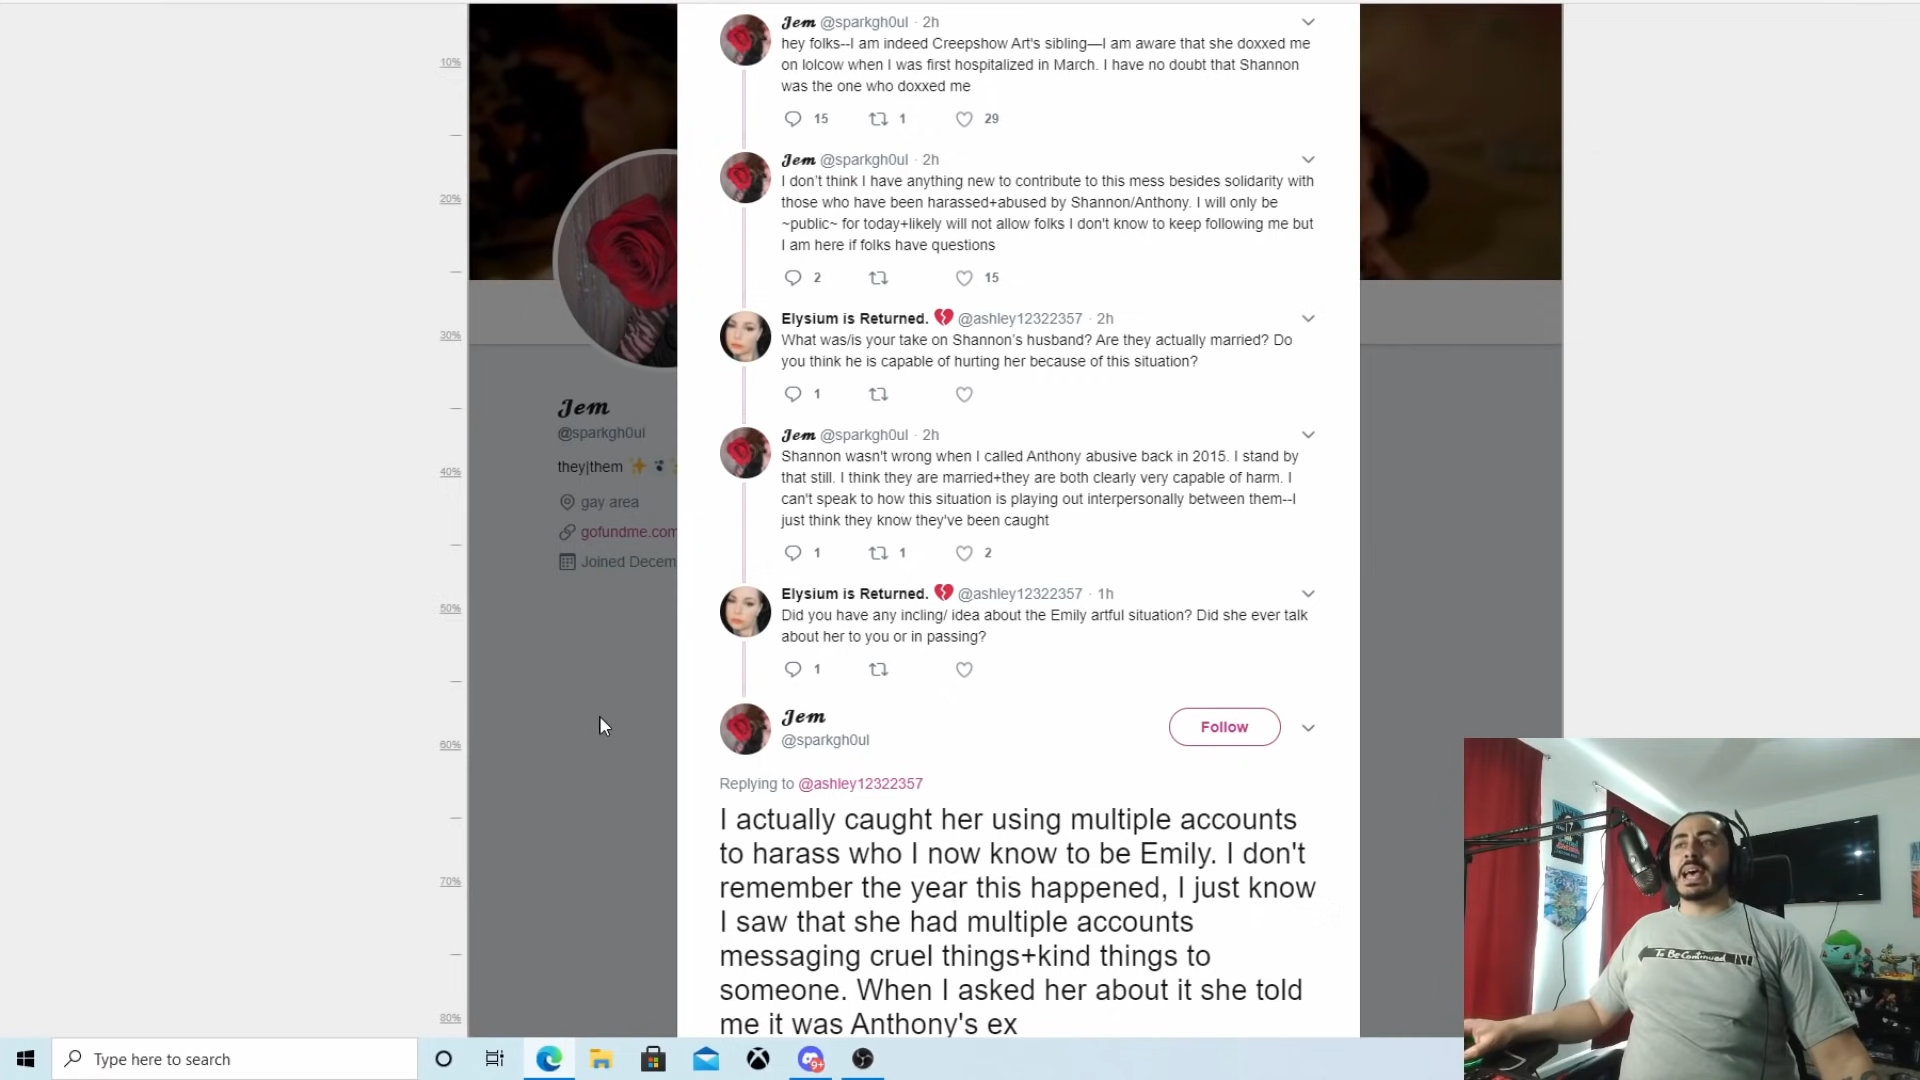 10%
20%
30%
40%
50%
60%
70%
80%
Jem
@sparkgh0ul
they|them
gay area
gofundme.com
Joined Decem
Jem @sparkgh0ul · 2h
hey folks--I am indeed Creepshow Art's sibling—I am aware that she doxxed me
on lolcow when I was first hospitalized in March. I have no doubt that Shannon
was the one who doxxed me
15 1 29
Jem @sparkgh0ul · 2h
I don't think I have anything new to contribute to this mess besides solidarity with
those who have been harassed+abused by Shannon/Anthony. I will only be
~public~ for today+likely will not allow folks I don't know to keep following me but
I am here if folks have questions
2 15
Elysium is Returned. 💔 @ashley12322357 · 2h
What was/is your take on Shannon's husband? Are they actually married? Do
you think he is capable of hurting her because of this situation?
1
Jem @sparkgh0ul · 2h
Shannon wasn't wrong when I called Anthony abusive back in 2015. I stand by
that still. I think they are married+they are both clearly very capable of harm. I
can't speak to how this situation is playing out interpersonally between them--I
just think they know they've been caught
1 1 2
Elysium is Returned. 💔 @ashley12322357 · 1h
Did you have any incling/ idea about the Emily artful situation? Did she ever talk
about her to you or in passing?
1
Jem
@sparkgh0ul
Follow
Replying to @ashley12322357
I actually caught her using multiple accounts
to harass who I now know to be Emily. I don't
remember the year this happened, I just know
I saw that she had multiple accounts
messaging cruel things+kind things to
someone. When I asked her about it she told
me it was Anthony's ex
To Be Continued
Type here to search
9+